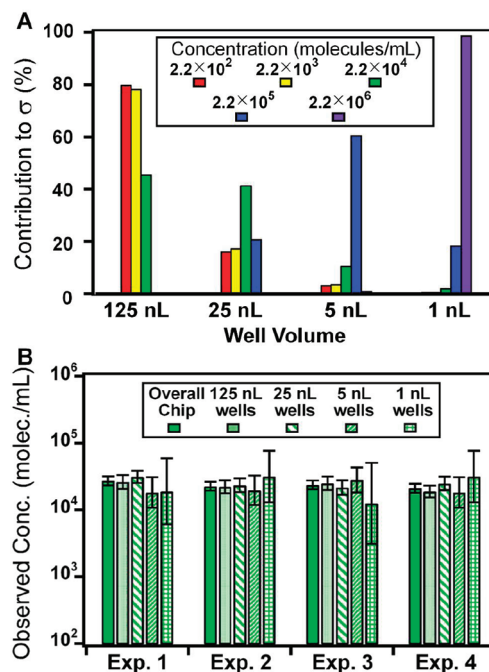 A
Contribution to σ (%)
100
80
60
40
20
0
Concentration (molecules/mL)
2.2×10² 2.2×10³ 2.2×10⁴
2.2×10⁵ 2.2×10⁶
125 nL 25 nL 5 nL 1 nL
Well Volume
B
Observed Conc. (molec./mL)
10⁶
10⁵
10⁴
10³
10²
Overall 125 nL 25 nL 5 nL 1 nL
Chip wells wells wells wells
Exp. 1 Exp. 2 Exp. 3 Exp. 4